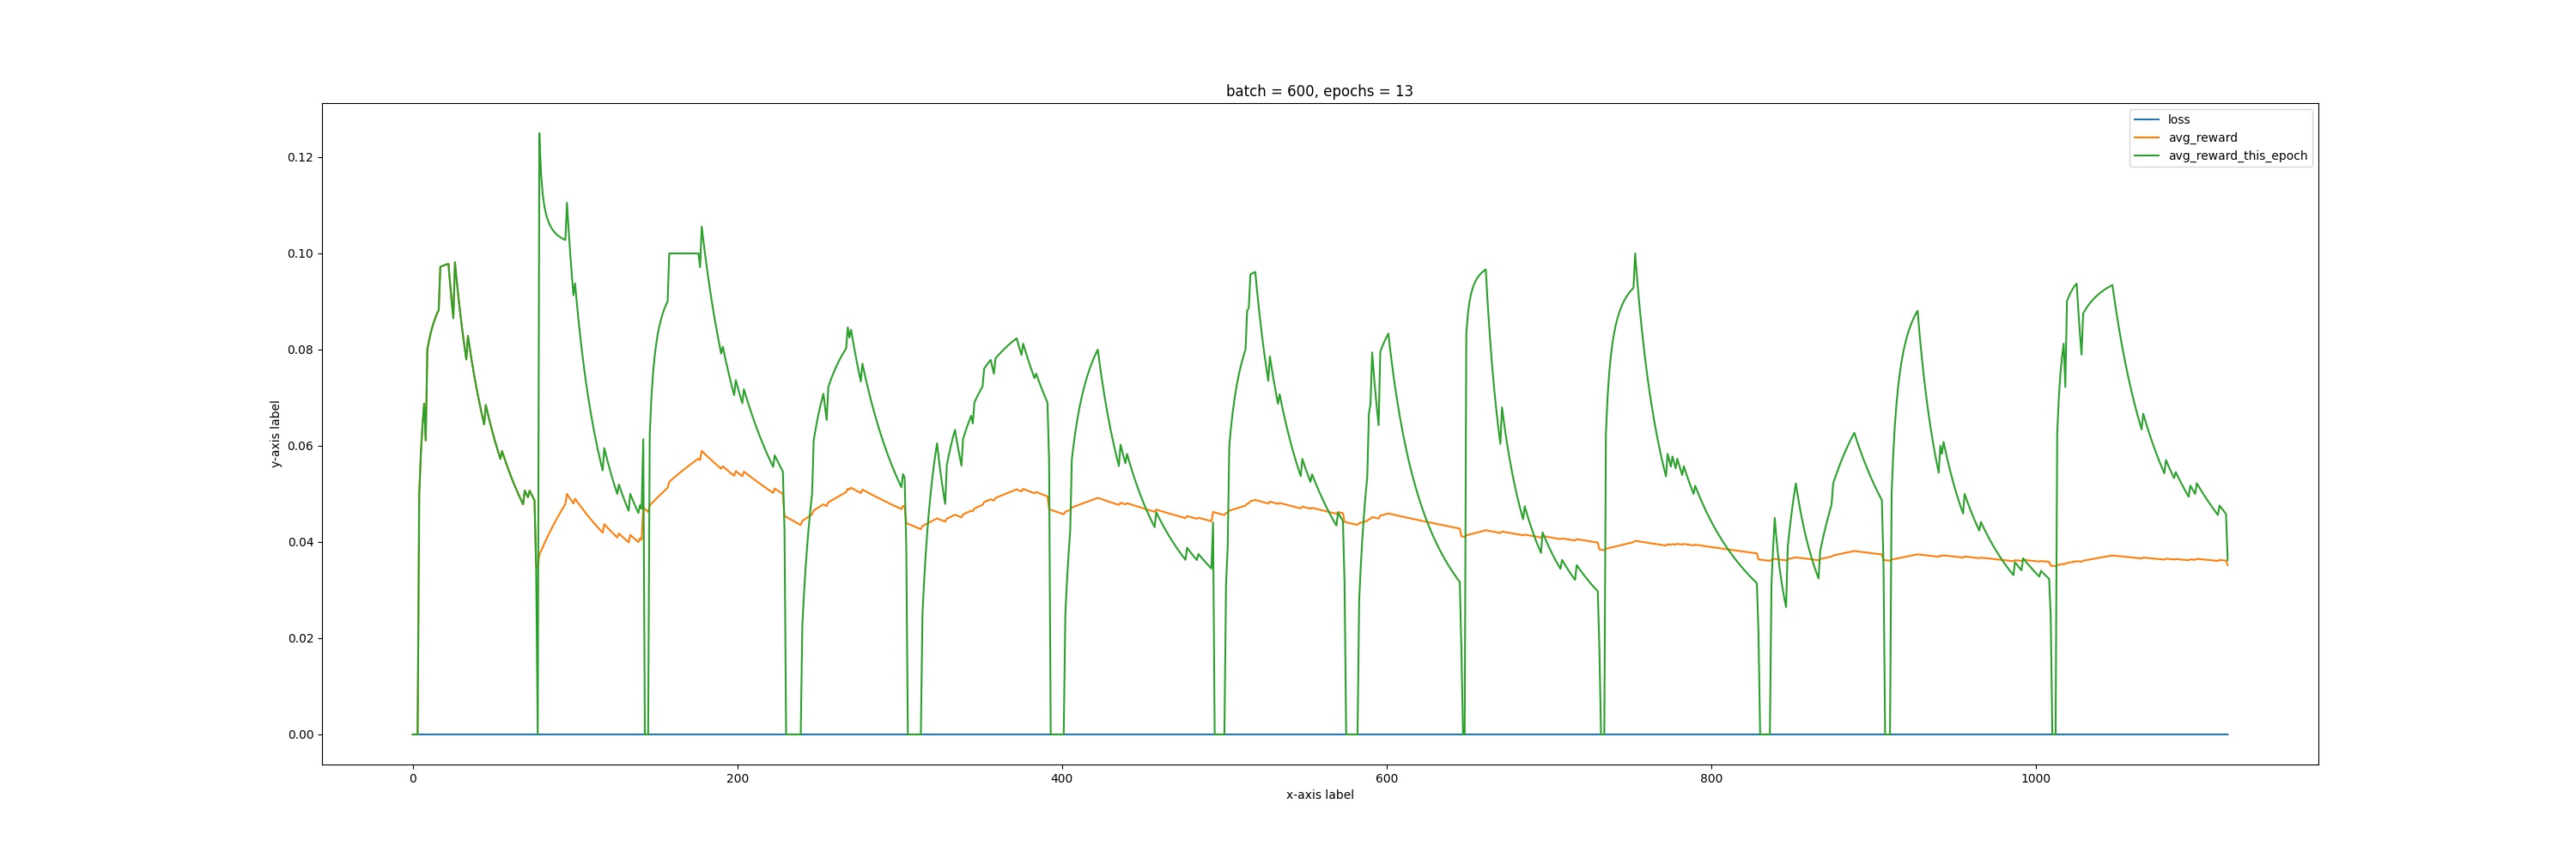 batch = 600, epochs = 13
loss
avg_reward
avg_reward_this_epoch
0.12
0.10
0.08
0.06
0.04
0.02
0.00
y-axis label
0 200 400 600 800 1000
x-axis label